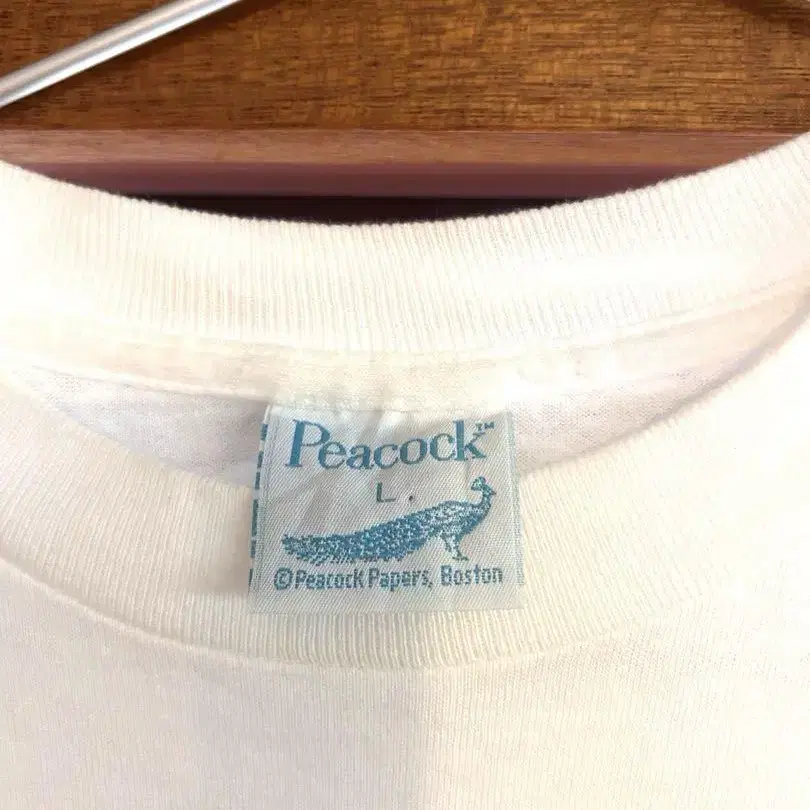 Peacock™
L.
©Peacock Papers, Boston